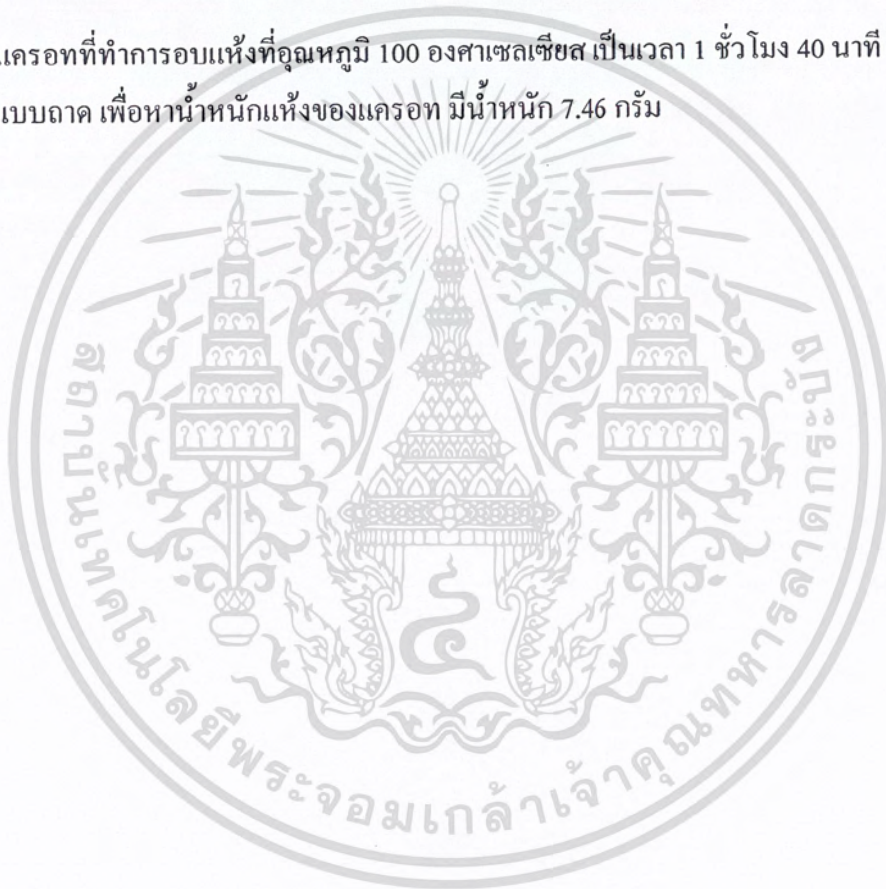 แครอทที่ทำการอบแห้งที่อุณหภูมิ 100 องศาเซลเซียส เป็นเวลา 1 ชั่วโมง 40 นาที
แบบถาด เพื่อหาน้ำหนักแห้งของแครอท มีน้ำหนัก 7.46 กรัม
สถาบันเทคโนโลยีพระจอมเกล้าเจ้าคุณทหารลาดกระบัง